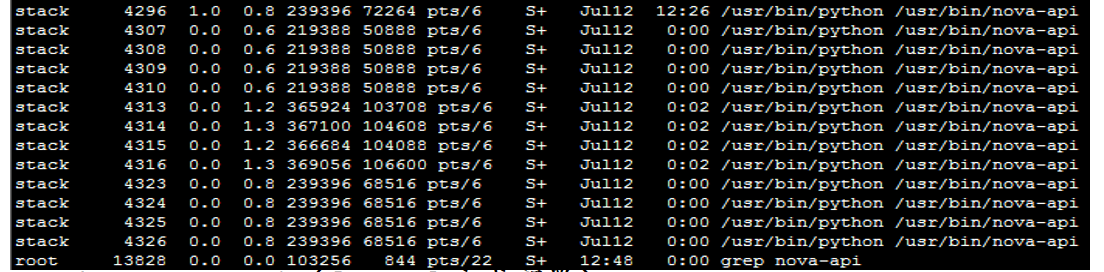 stack 4296 1.0 0.8 239396 72264 pts/6 S+ Jul12 12:26 /usr/bin/python /usr/bin/nova-api
stack 4307 0.0 0.6 219388 50888 pts/6 S+ Jul12 0:00 /usr/bin/python /usr/bin/nova-api
stack 4308 0.0 0.6 219388 50888 pts/6 S+ Jul12 0:00 /usr/bin/python /usr/bin/nova-api
stack 4309 0.0 0.6 219388 50888 pts/6 S+ Jul12 0:00 /usr/bin/python /usr/bin/nova-api
stack 4310 0.0 0.6 219388 50888 pts/6 S+ Jul12 0:00 /usr/bin/python /usr/bin/nova-api
stack 4313 0.0 1.2 365924 103708 pts/6 S+ Jul12 0:02 /usr/bin/python /usr/bin/nova-api
stack 4314 0.0 1.3 367100 104608 pts/6 S+ Jul12 0:02 /usr/bin/python /usr/bin/nova-api
stack 4315 0.0 1.2 366684 104088 pts/6 S+ Jul12 0:02 /usr/bin/python /usr/bin/nova-api
stack 4316 0.0 1.3 369056 106600 pts/6 S+ Jul12 0:02 /usr/bin/python /usr/bin/nova-api
stack 4323 0.0 0.8 239396 68516 pts/6 S+ Jul12 0:00 /usr/bin/python /usr/bin/nova-api
stack 4324 0.0 0.8 239396 68516 pts/6 S+ Jul12 0:00 /usr/bin/python /usr/bin/nova-api
stack 4325 0.0 0.8 239396 68516 pts/6 S+ Jul12 0:00 /usr/bin/python /usr/bin/nova-api
stack 4326 0.0 0.8 239396 68516 pts/6 S+ Jul12 0:00 /usr/bin/python /usr/bin/nova-api
root 13828 0.0 0.0 103256 844 pts/22 S+ 12:48 0:00 grep nova-api